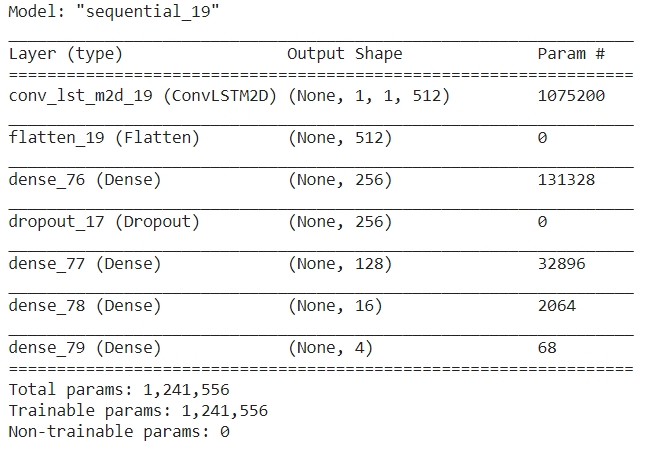 Model: "sequential_19"
Layer (type) Output Shape Param #
conv_lst_m2d_19 (ConvLSTM2D) (None, 1, 1, 512) 1075200
flatten_19 (Flatten) (None, 512) 0
dense_76 (Dense) (None, 256) 131328
dropout_17 (Dropout) (None, 256) 0
dense_77 (Dense) (None, 128) 32896
dense_78 (Dense) (None, 16) 2064
dense_79 (Dense) (None, 4) 68
Total params: 1,241,556
Trainable params: 1,241,556
Non-trainable params: 0